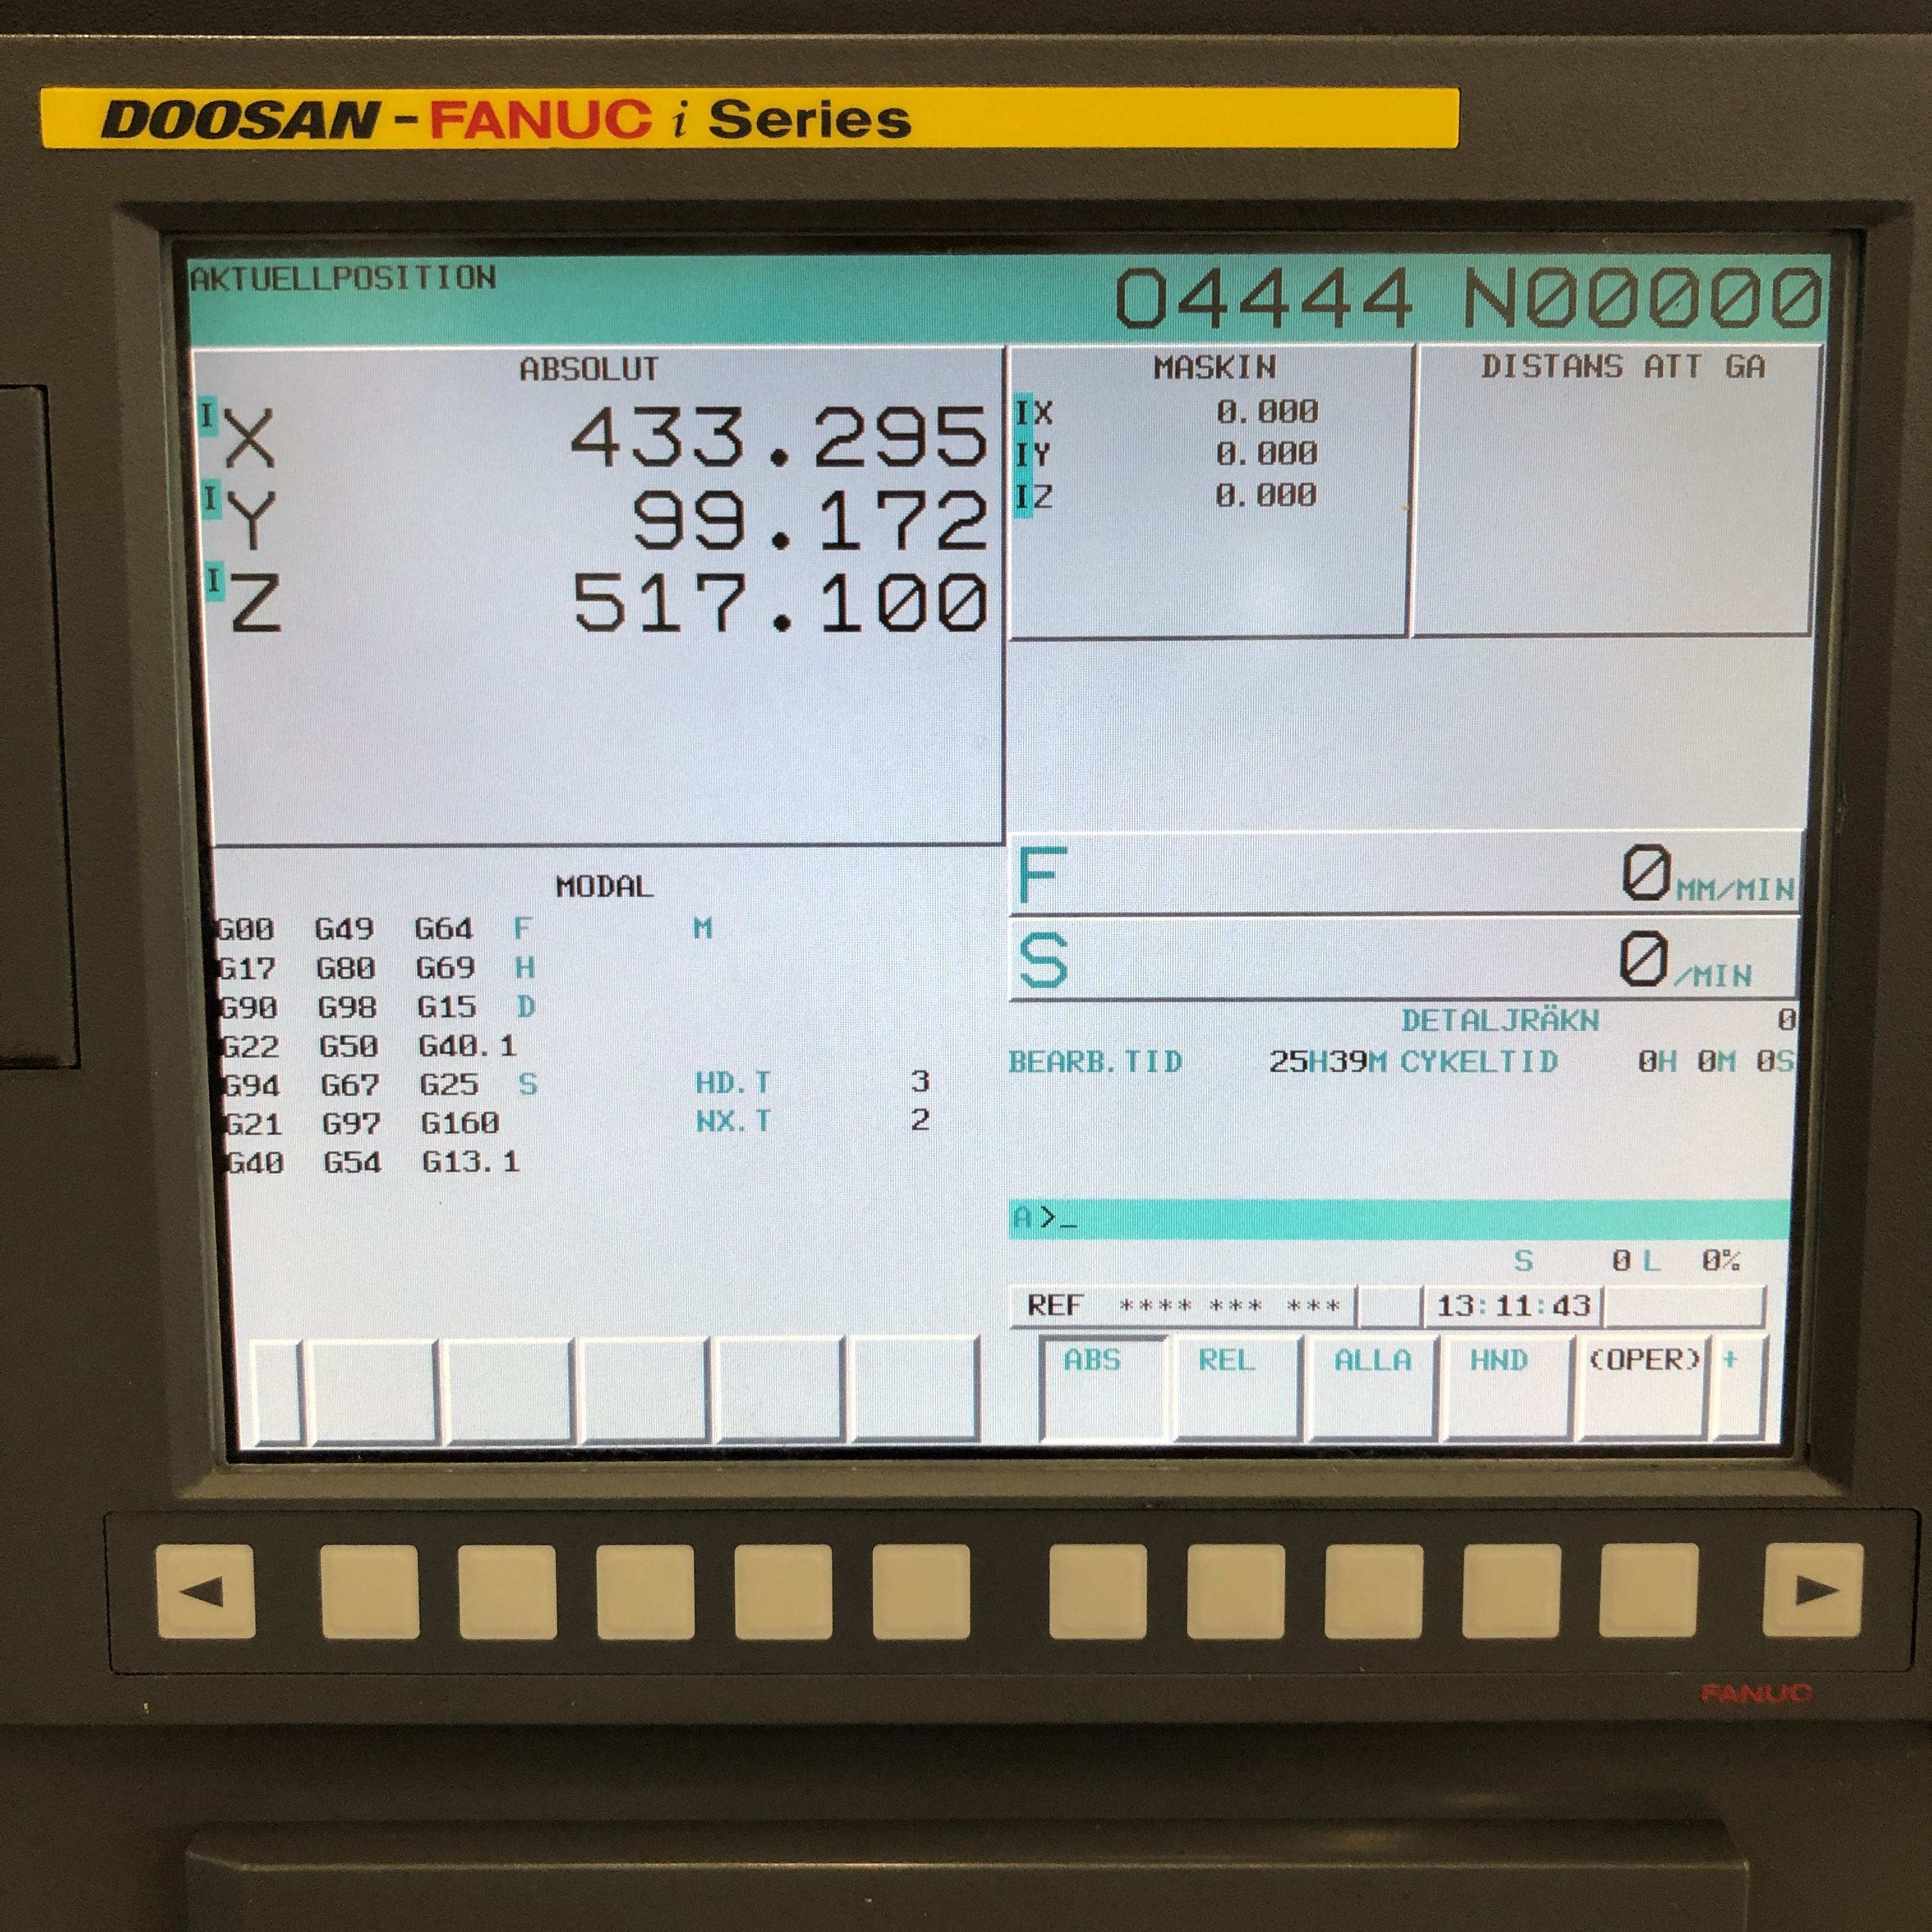 DOOSAN-FANUC i Series
AKTUELLPOSITION
O4444 N00000
ABSOLUT
I X 433.295
I Y 99.172
I Z 517.100
MASKIN
I X 0.000
I Y 0.000
I Z 0.000
DISTANS ATT GA
MODAL
G00 G49 G64 F M
G17 G80 G69 H
G90 G98 G15 D
G22 G50 G40.1
G94 G67 G25 S HD.T 3
G21 G97 G160 NX.T 2
G40 G54 G13.1
F 0 MM/MIN
S 0 /MIN
DETALJRÄKN 0
BEARB.TID 25H39M CYKELTID 0H 0M 0S
A>_
S 0 L 0%
REF **** *** *** 13:11:43
ABS REL ALLA HND (OPER) +
FANUC